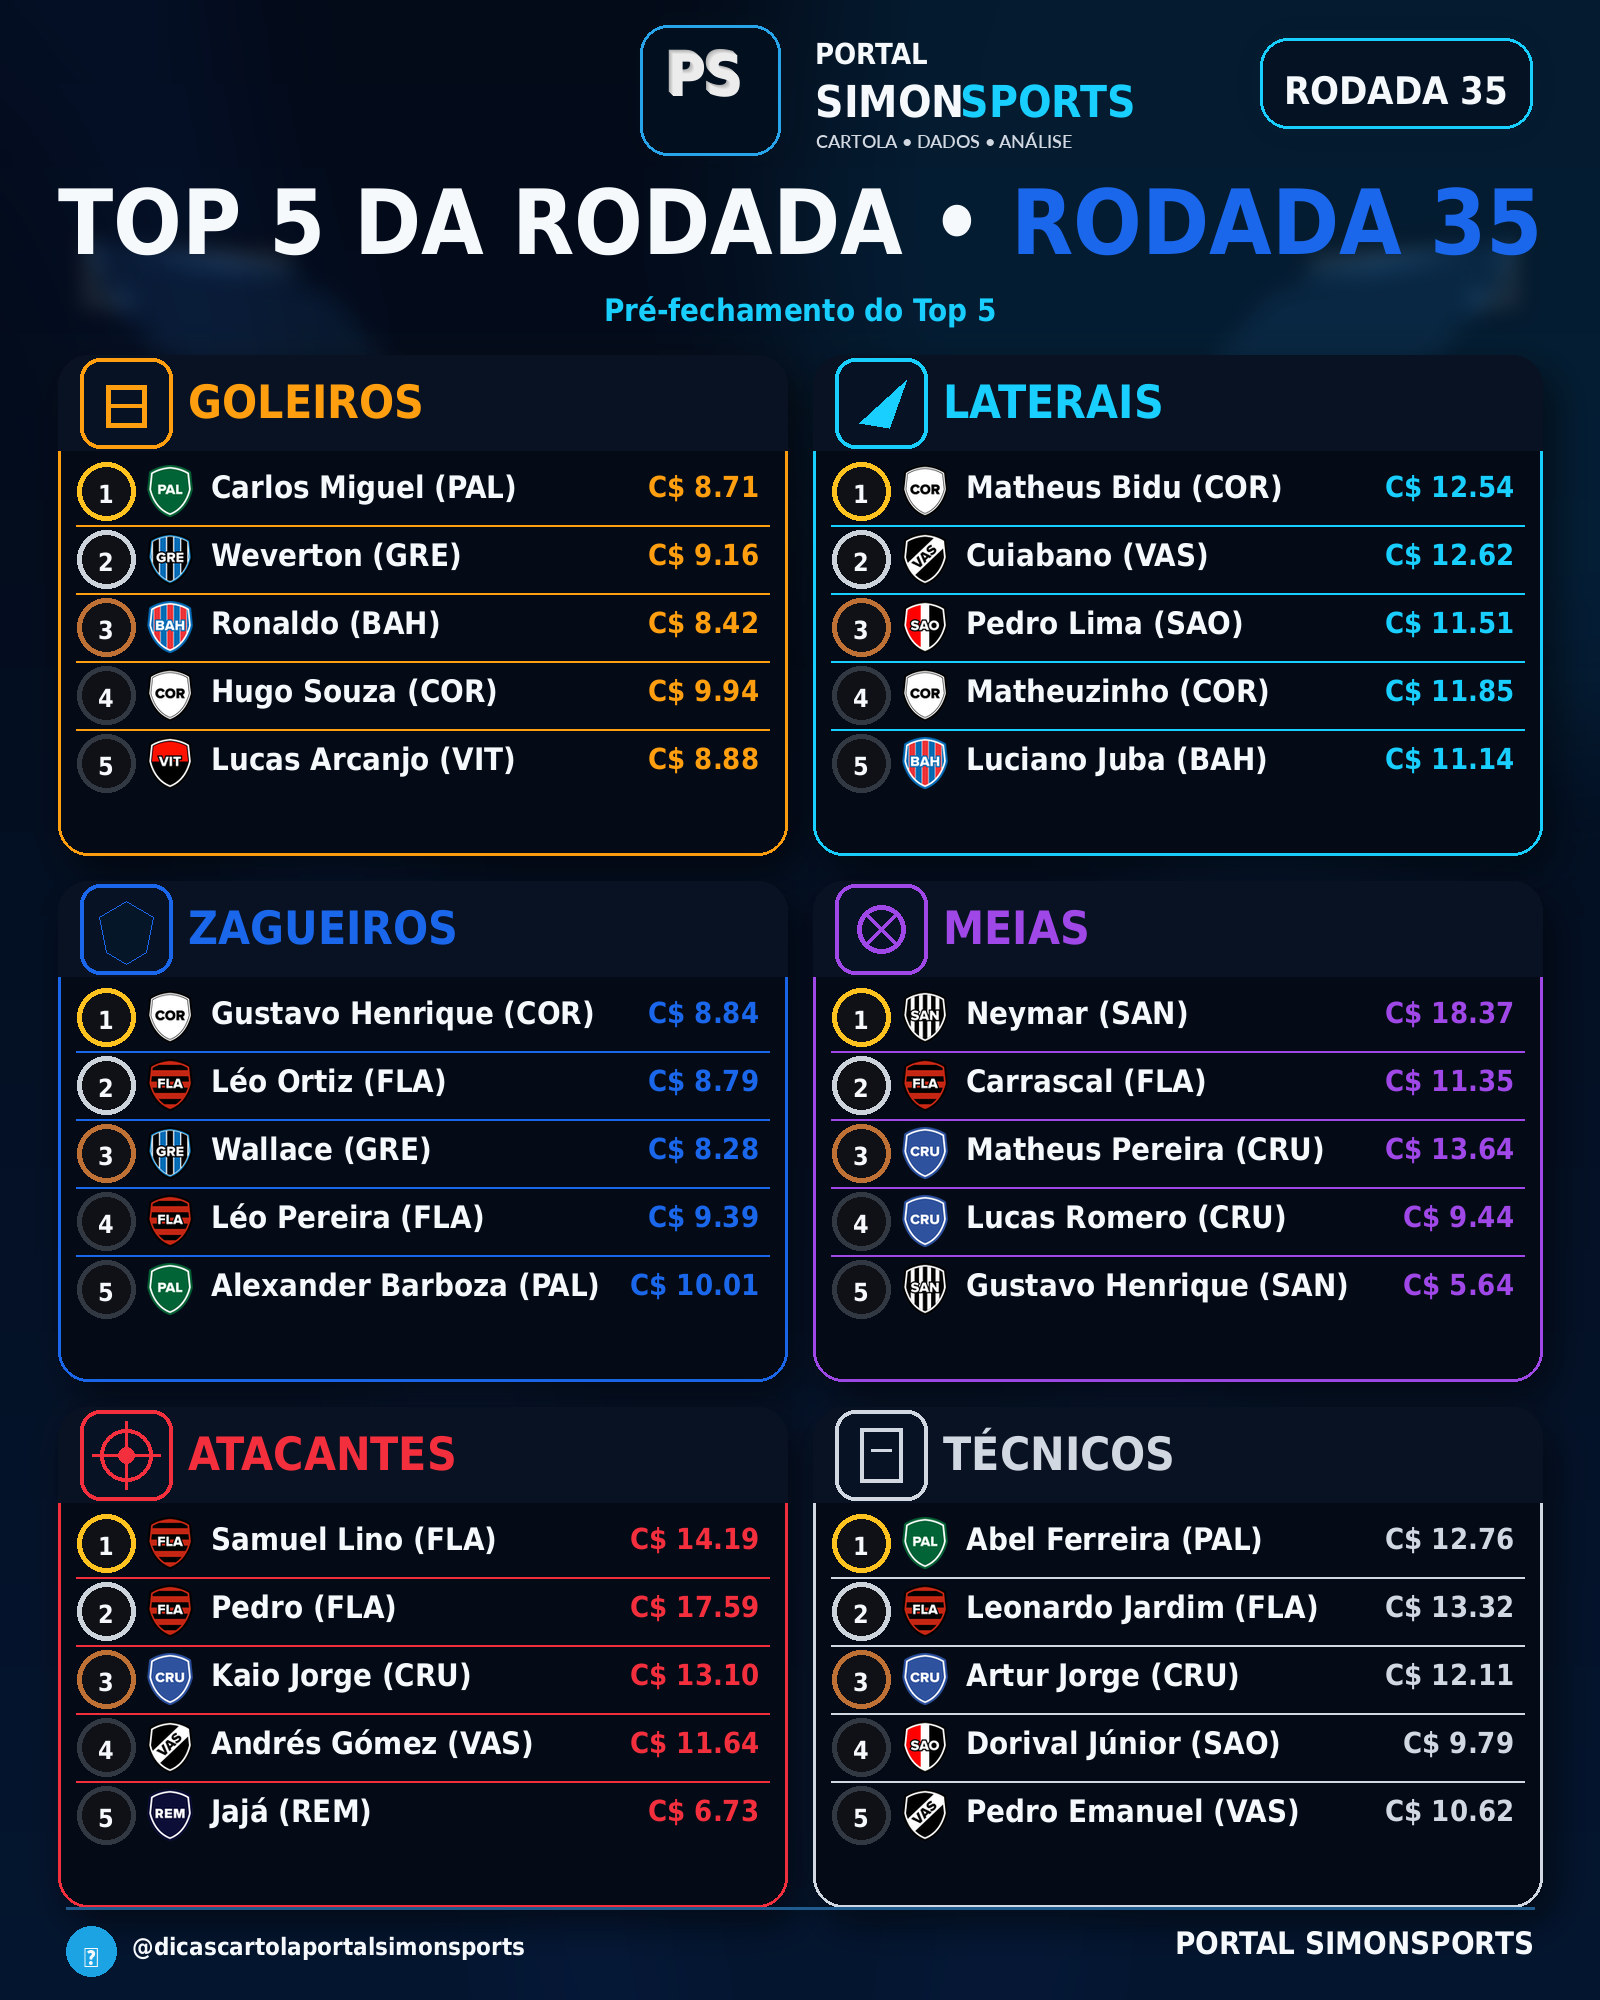 PS
PORTAL
SIMONSPORTS
CARTOLA • DADOS • ANÁLISE
RODADA 35
TOP 5 DA RODADA • RODADA 35
Pré-fechamento do Top 5
GOLEIROS
1 PAL Carlos Miguel (PAL) C$ 8.71
2 GRE Weverton (GRE) C$ 9.16
3 BAH Ronaldo (BAH) C$ 8.42
4 COR Hugo Souza (COR) C$ 9.94
5 VIT Lucas Arcanjo (VIT) C$ 8.88
LATERAIS
1 COR Matheus Bidu (COR) C$ 12.54
2 VAS Cuiabano (VAS) C$ 12.62
3 SAO Pedro Lima (SAO) C$ 11.51
4 COR Matheuzinho (COR) C$ 11.85
5 BAH Luciano Juba (BAH) C$ 11.14
ZAGUEIROS
1 COR Gustavo Henrique (COR) C$ 8.84
2 FLA Léo Ortiz (FLA) C$ 8.79
3 GRE Wallace (GRE) C$ 8.28
4 FLA Léo Pereira (FLA) C$ 9.39
5 PAL Alexander Barboza (PAL) C$ 10.01
MEIAS
1 SAN Neymar (SAN) C$ 18.37
2 FLA Carrascal (FLA) C$ 11.35
3 CRU Matheus Pereira (CRU) C$ 13.64
4 CRU Lucas Romero (CRU) C$ 9.44
5 SAN Gustavo Henrique (SAN) C$ 5.64
ATACANTES
1 FLA Samuel Lino (FLA) C$ 14.19
2 FLA Pedro (FLA) C$ 17.59
3 CRU Kaio Jorge (CRU) C$ 13.10
4 VAS Andrés Gómez (VAS) C$ 11.64
5 REM Jajá (REM) C$ 6.73
TÉCNICOS
1 PAL Abel Ferreira (PAL) C$ 12.76
2 FLA Leonardo Jardim (FLA) C$ 13.32
3 CRU Artur Jorge (CRU) C$ 12.11
4 SAO Dorival Júnior (SAO) C$ 9.79
5 VAS Pedro Emanuel (VAS) C$ 10.62
@dicascartolaportalsimonsports
PORTAL SIMONSPORTS